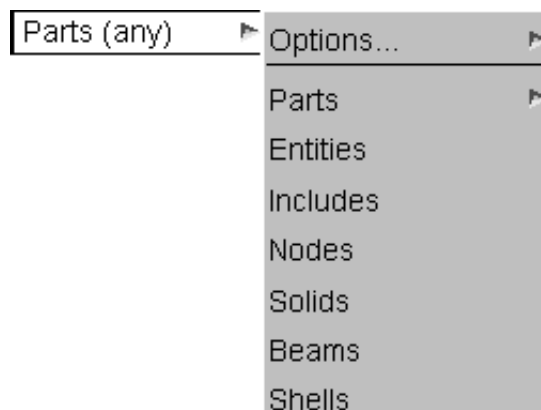 Parts (any)
Options...
Parts
Entities
Includes
Nodes
Solids
Beams
Shells